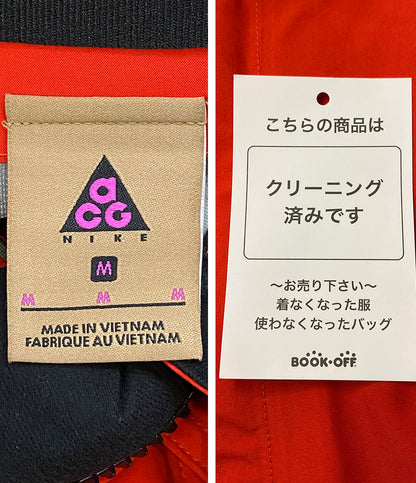 acg
NIKE
M
M M M
MADE IN VIETNAM
FABRIQUE AU VIETNAM
こちらの商品は
クリーニング
済みです
〜お売り下さい〜
着なくなった服
使わなくなったバッグ
BOOK・OFF